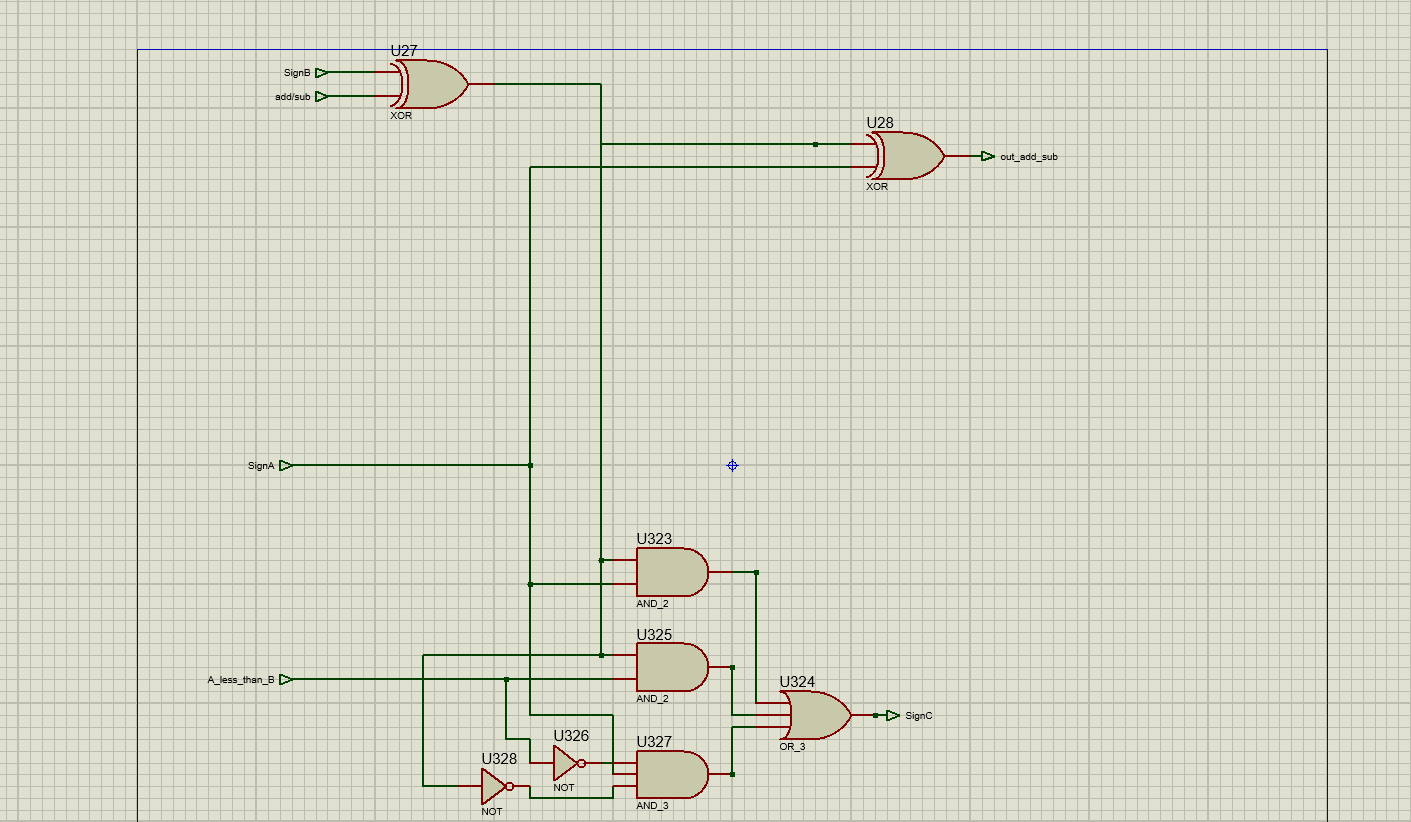 U27
SignB
add/sub
XOR
U28
out_add_sub
XOR
SignA
U323
AND_2
U325
A_less_than_B
AND_2
U324
SignC
OR_3
U326
U327
U328
NOT
AND_3
NOT